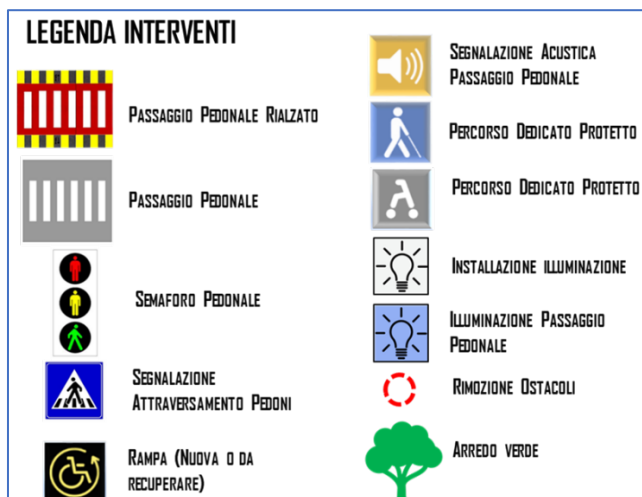 LEGENDA INTERVENTI
PASSAGGIO PEDONALE RIALZATO
PASSAGGIO PEDONALE
SEMAFORO PEDONALE
SEGNALAZIONE
ATTRAVERSAMENTO PEDONI
RAMPA (NUOVA O DA
RECUPERARE)
SEGNALAZIONE ACUSTICA
PASSAGGIO PEDONALE
PERCORSO DEDICATO PROTETTO
PERCORSO DEDICATO PROTETTO
INSTALLAZIONE ILLUMINAZIONE
ILLUMINAZIONE PASSAGGIO
PEDONALE
RIMOZIONE OSTACOLI
ARREDO VERDE